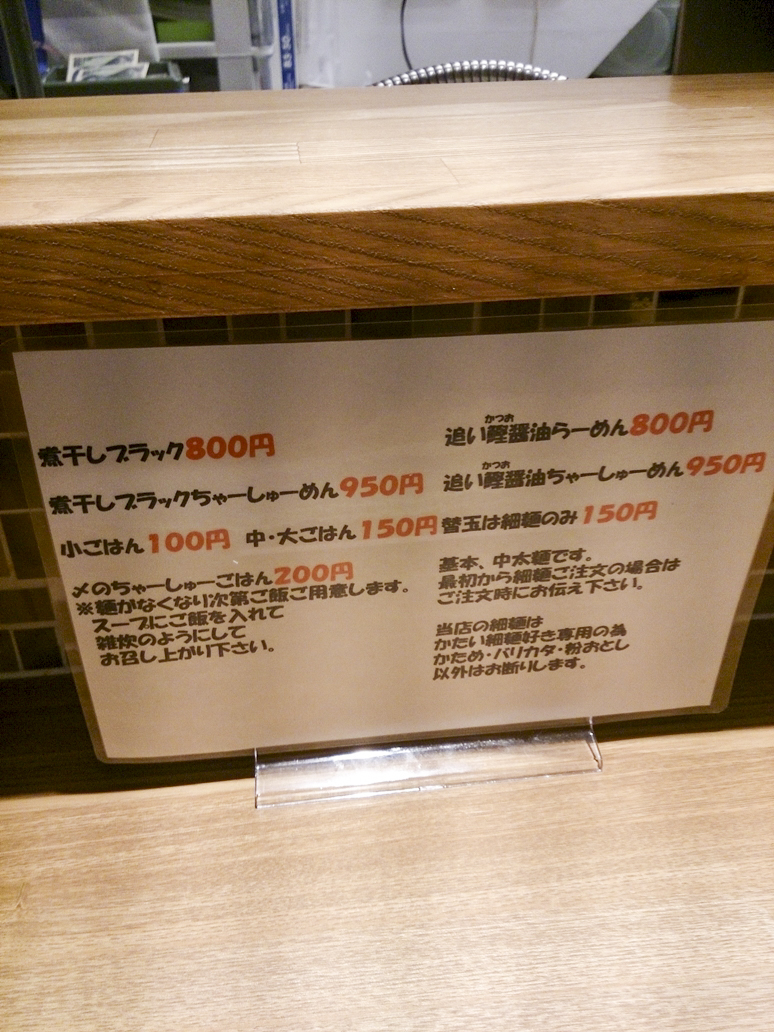 煮干しブラック800円
煮干しブラックちゃーしゅーめん950円
小ごはん100円 中・大ごはん150円
〆のちゃーしゅーごはん200円
※麺がなくなり次第ご飯ご用意します。
スープにご飯を入れて
雑炊のようにして
お召し上がり下さい。
かつお
追い鰹醤油らーめん800円
かつお
追い鰹醤油ちゃーしゅーめん950円
替玉は細麺のみ150円
基本、中太麺です。
最初から細麺ご注文の場合は
ご注文時にお伝え下さい。
当店の細麺は
かたい細麺好き専用の為
かため・バリカタ・粉おとし
以外はお断りします。